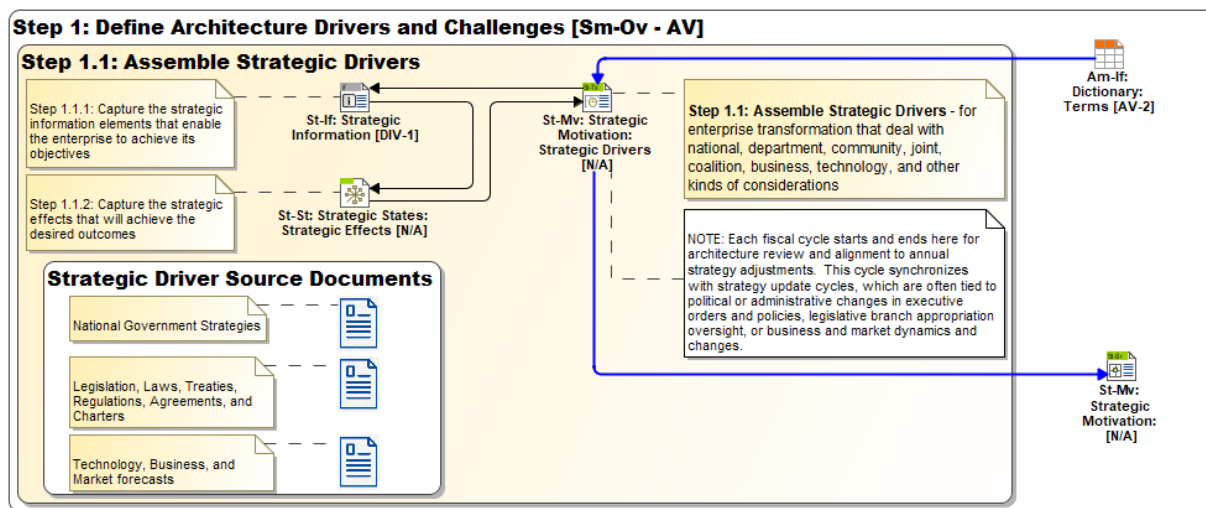 Step 1: Define Architecture Drivers and Challenges [Sm-Ov - AV]
Step 1.1: Assemble Strategic Drivers
Step 1.1.1: Capture the strategic
information elements that enable
the enterprise to achieve its
objectives
St-If: Strategic
Information [DIV-1]
St-Mv: Strategic
Motivation:
Strategic Drivers
[N/A]
Step 1.1: Assemble Strategic Drivers - for
enterprise transformation that deal with
national, department, community, joint,
coalition, business, technology, and other
kinds of considerations
Am-If:
Dictionary:
Terms [AV-2]
Step 1.1.2: Capture the strategic
effects that will achieve the
desired outcomes
St-St: Strategic States:
Strategic Effects [N/A]
NOTE: Each fiscal cycle starts and ends here for
architecture review and alignment to annual
strategy adjustments.  This cycle synchronizes
with strategy update cycles, which are often tied to
political or administrative changes in executive
orders and policies, legislative branch appropriation
oversight, or business and market dynamics and
changes.
Strategic Driver Source Documents
National Government Strategies
Legislation, Laws, Treaties,
Regulations, Agreements, and
Charters
Technology, Business, and
Market forecasts
St-Mv:
Strategic
Motivation:
[N/A]